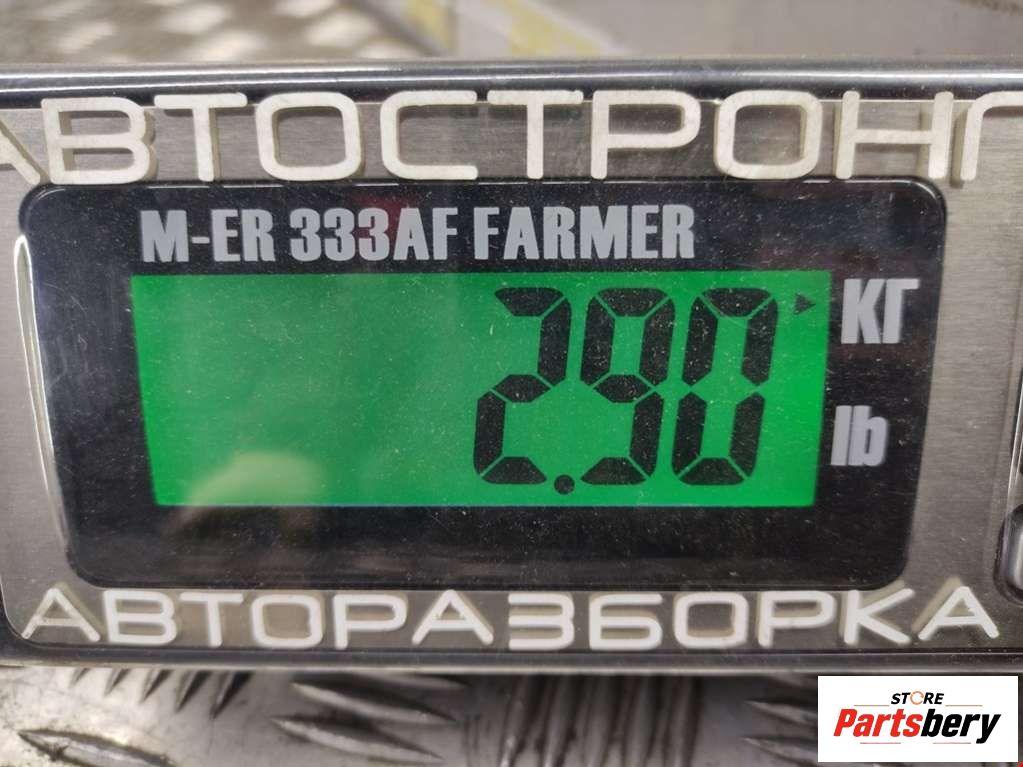 АВТОСТРОНГ
M-ER 333AF FARMER
2.90
КГ
lb
АВТОРАЗБОРКА
STORE
Partsbery